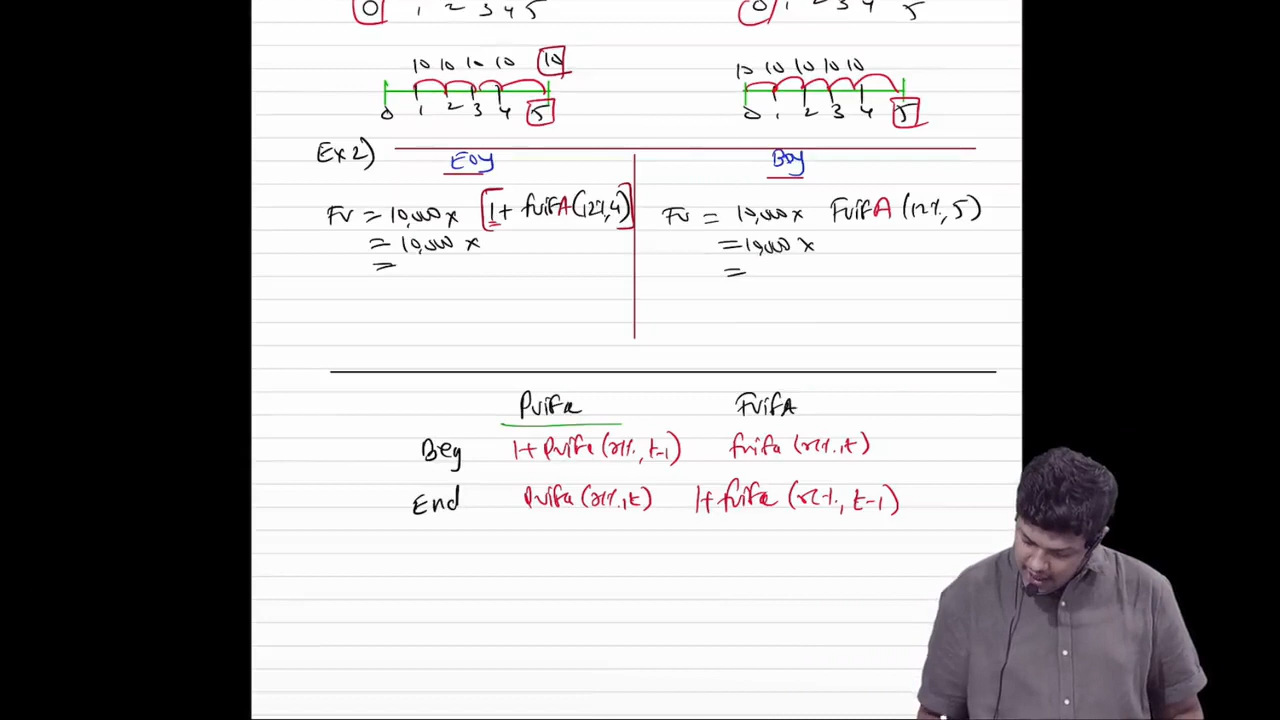 0 1 2 3 4 5
0 1 2 3 4 5
10 10 10 10 10
0 1 2 3 4 5
10 10 10 10 10
0 1 2 3 4 5
Ex 2)
Eoy
Boy
FV = 10,000 x [1 + fvifA(12%,4)]
= 10,000 x
=
FV = 10,000 x FvifA (12%, 5)
= 10,000 x
=
Pvifa FvifA
Beg 1+ Pvifa (r%, t-1) fvifa (r%, t)
End Pvifa (r%, t) 1+ fvifa (r%, t-1)